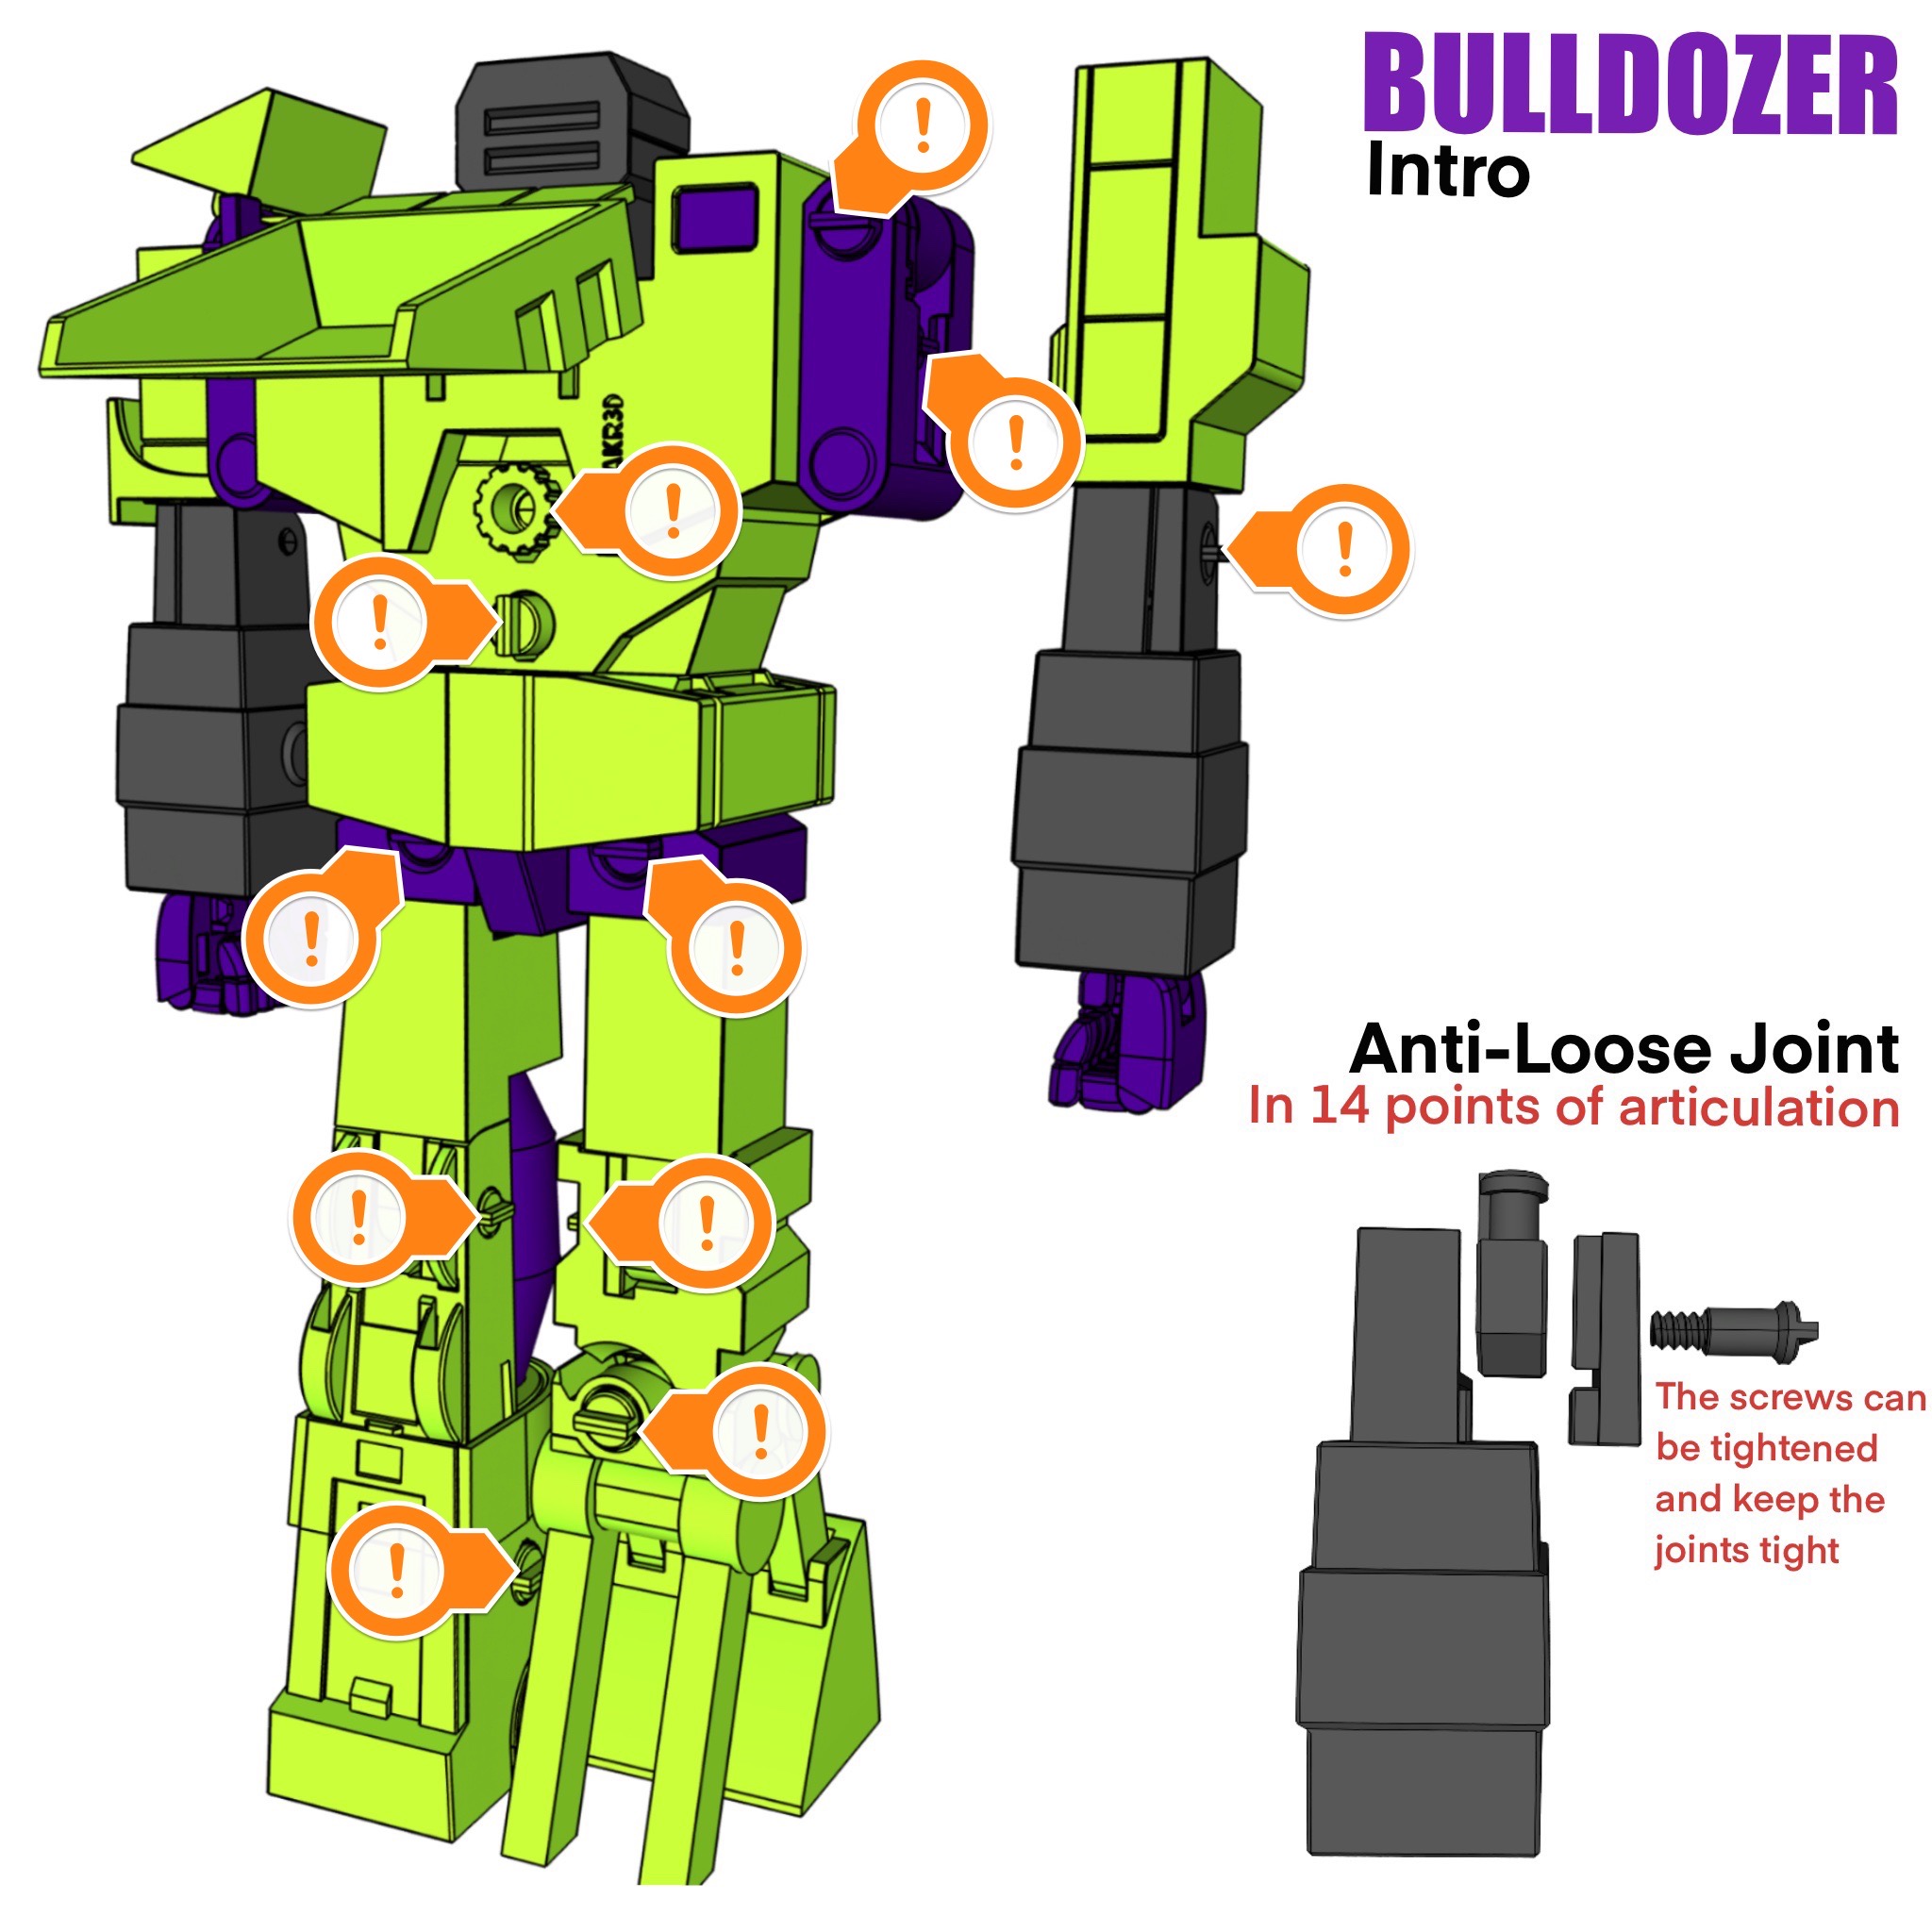 BULLDOZER
Intro
AKR3D
Anti-Loose Joint
In 14 points of articulation
The screws can
be tightened
and keep the
joints tight